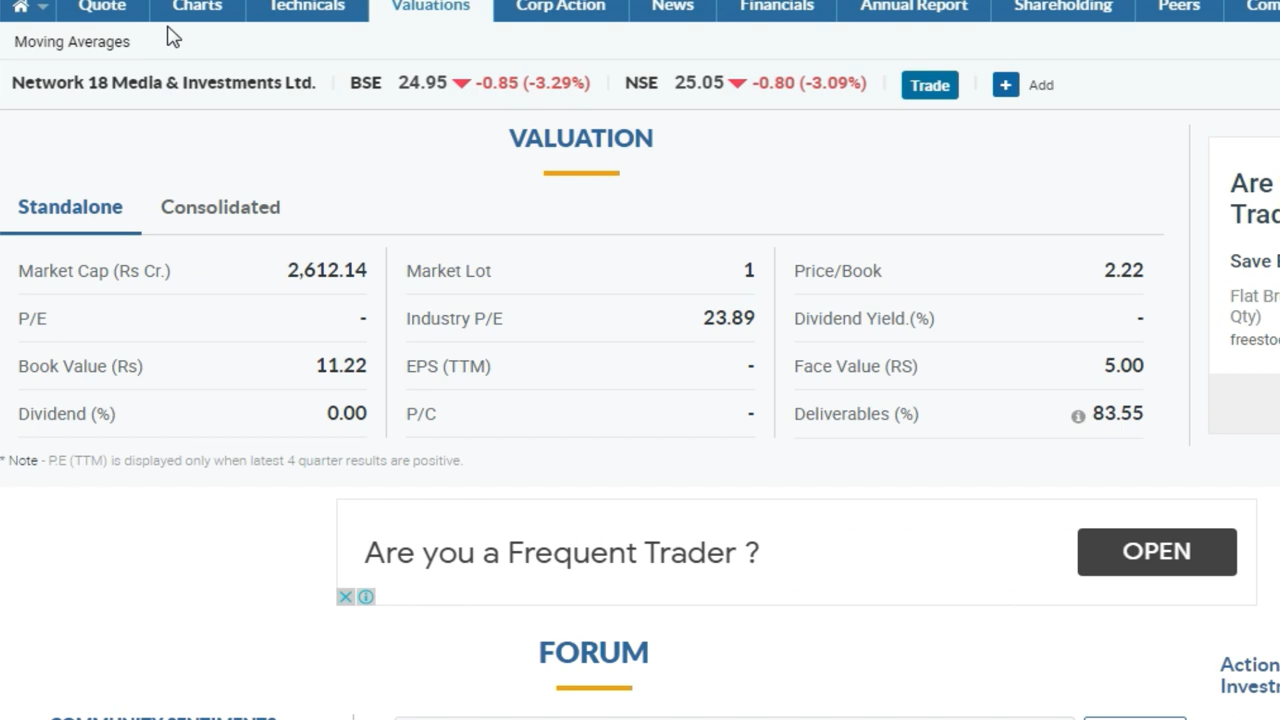 Quote Charts Technicals Valuations Corp Action News Financials Annual Report Shareholding Peers
Moving Averages
Network 18 Media & Investments Ltd. BSE 24.95 -0.85 (-3.29%) NSE 25.05 -0.80 (-3.09%) Trade + Add
VALUATION
Standalone Consolidated
Market Cap (Rs Cr.) 2,612.14 Market Lot 1 Price/Book 2.22
P/E - Industry P/E 23.89 Dividend Yield.(%) -
Book Value (Rs) 11.22 EPS (TTM) - Face Value (RS) 5.00
Dividend (%) 0.00 P/C - Deliverables (%) 83.55
* Note - P.E (TTM) is displayed only when latest 4 quarter results are positive.
Are
Save
Flat
Qty)
Are you a Frequent Trader ?
OPEN
FORUM
Action
COMMUNITY SENTIMENTS